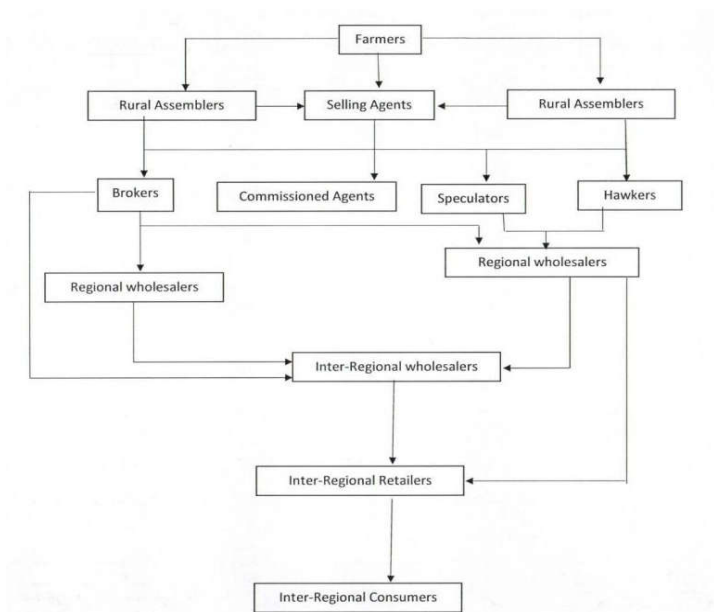 Farmers
Rural Assemblers
Selling Agents
Rural Assemblers
Brokers
Commissioned Agents
Speculators
Hawkers
Regional wholesalers
Regional wholesalers
Inter-Regional wholesalers
Inter-Regional Retailers
Inter-Regional Consumers